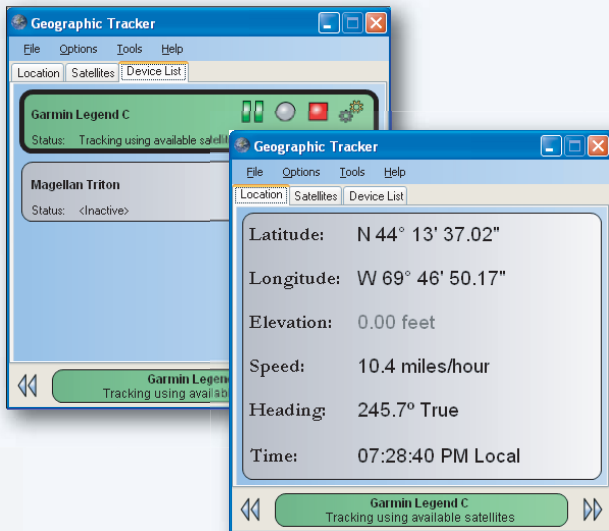 Geographic Tracker
File Options Tools Help
Location Satellites Device List
Garmin Legend C
Status: Tracking using available satelli
Magellan Triton
Status: <Inactive>
Garmin Legen
Tracking using availab
Geographic Tracker
File Options Tools Help
Location Satellites Device List
Latitude: N 44° 13' 37.02"
Longitude: W 69° 46' 50.17"
Elevation: 0.00 feet
Speed: 10.4 miles/hour
Heading: 245.7º True
Time: 07:28:40 PM Local
Garmin Legend C
Tracking using available satellites